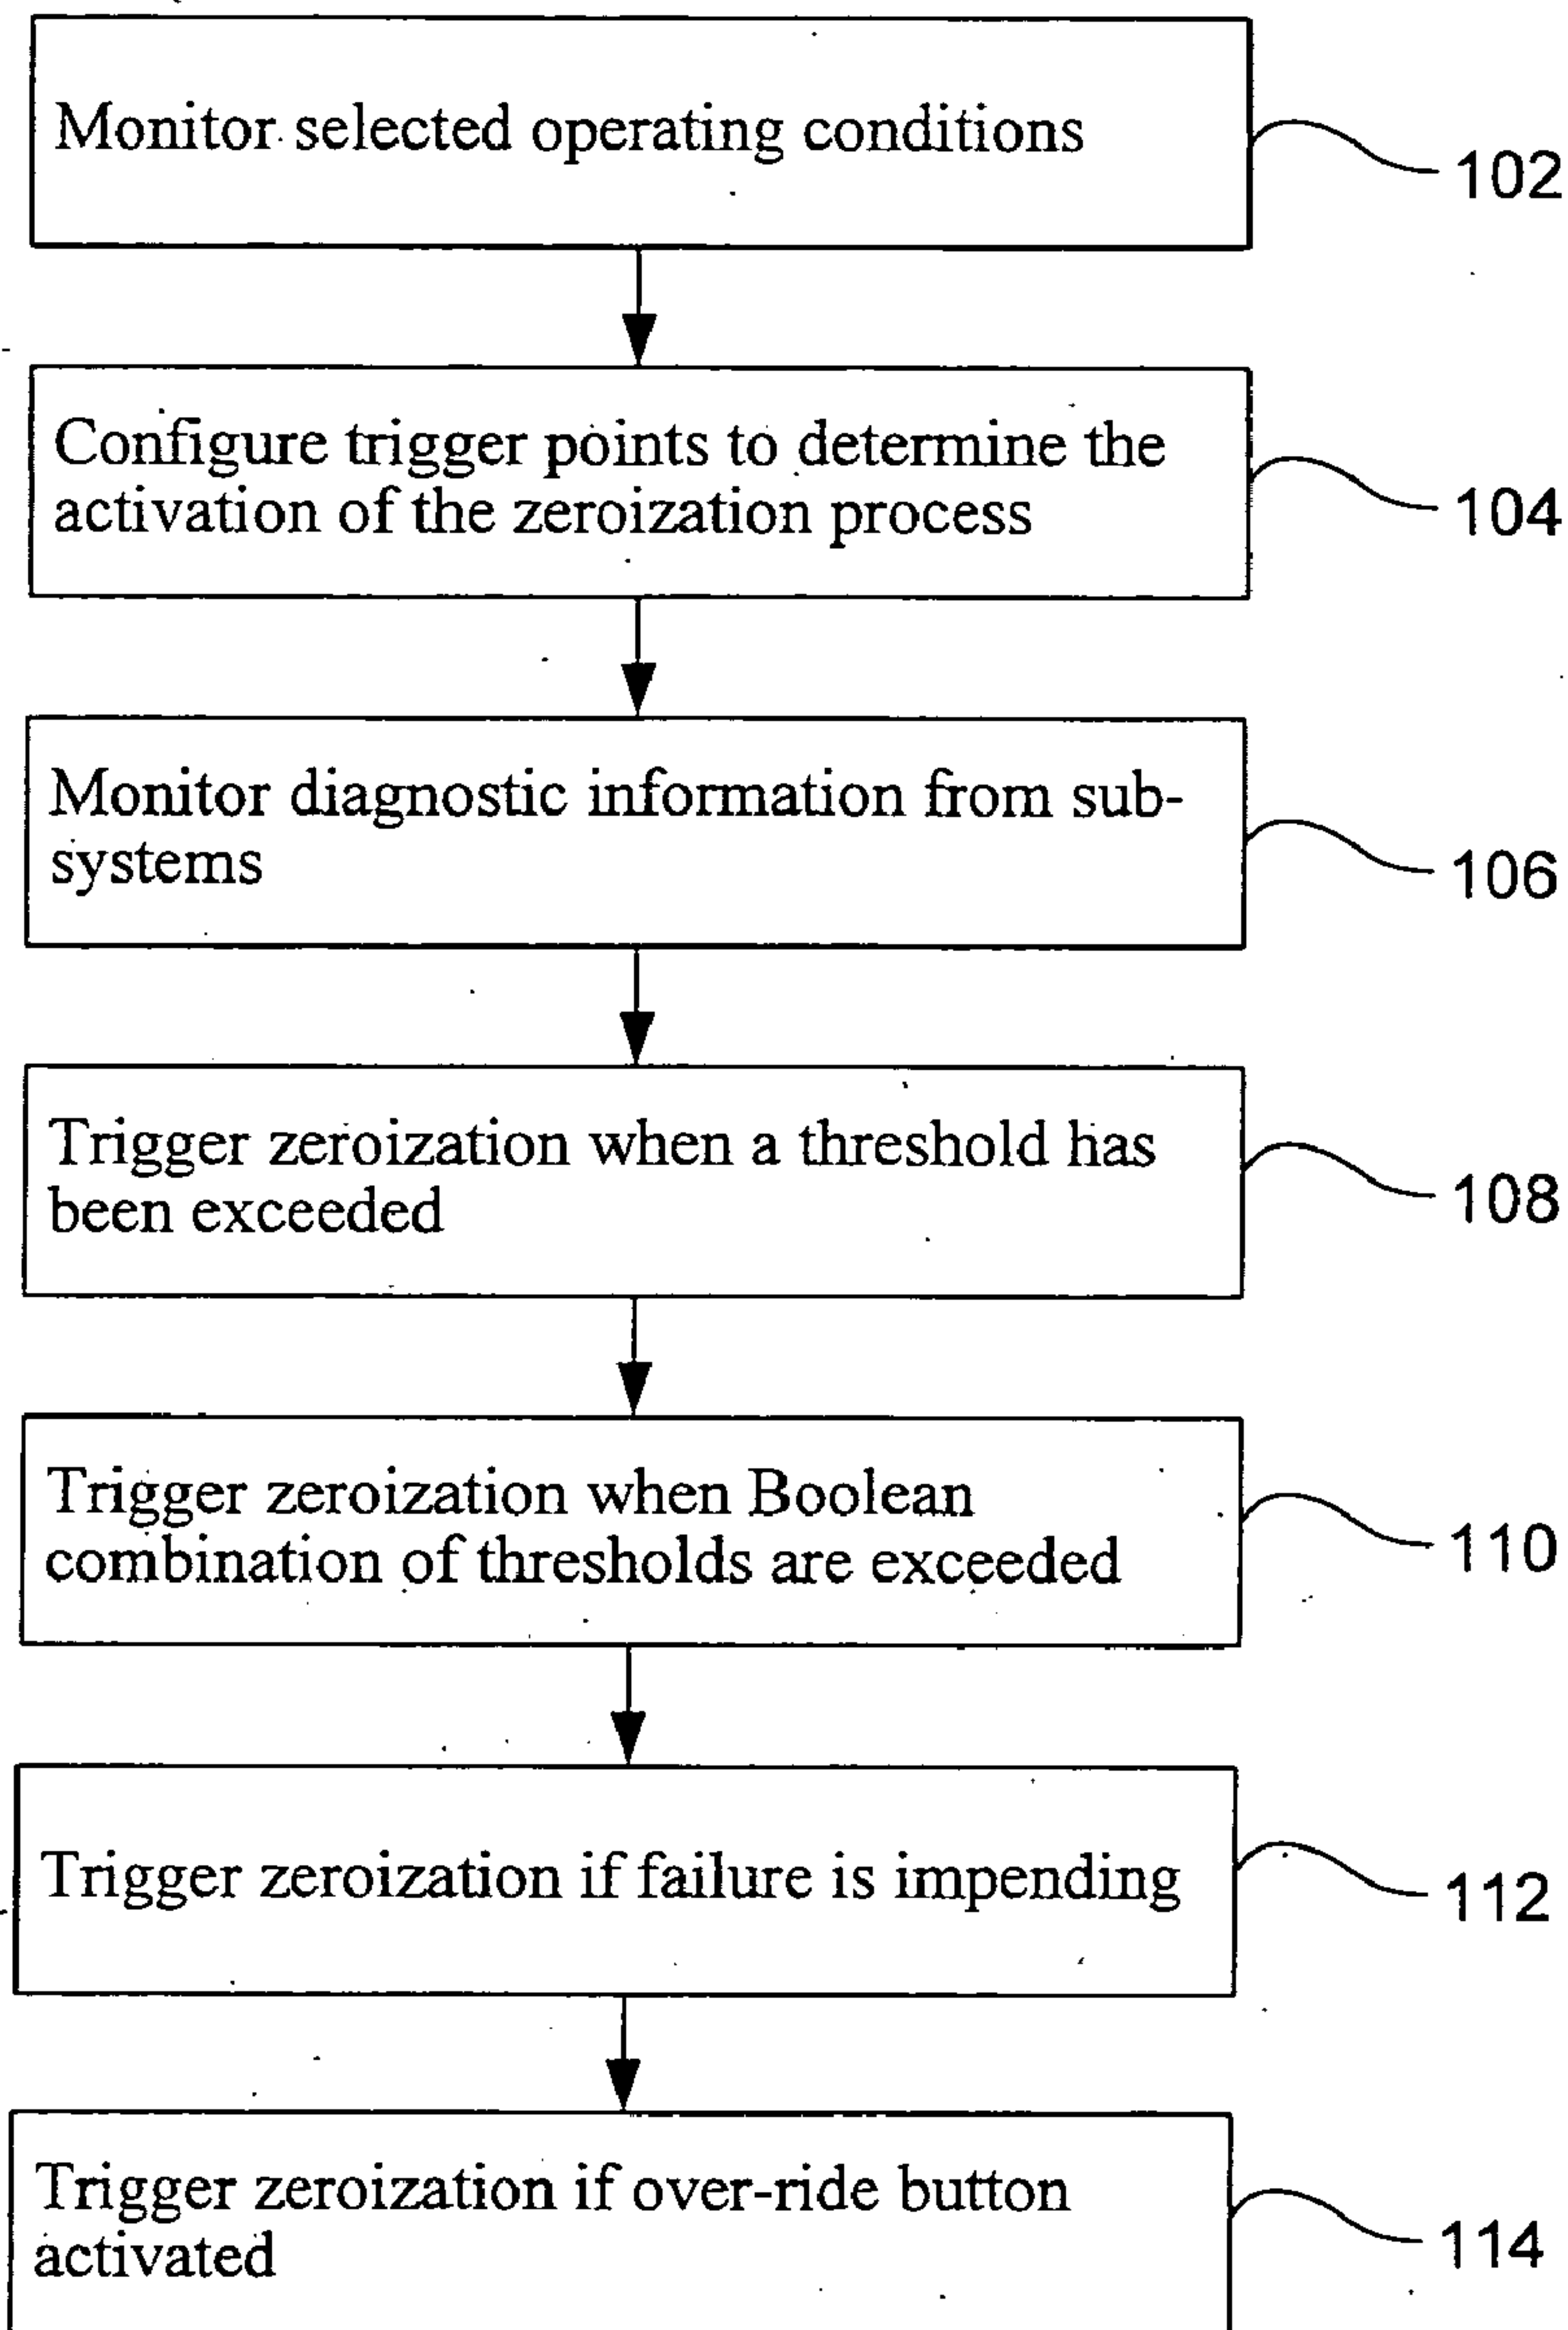 Monitor selected operating conditions
102
Configure trigger points to determine the
activation of the zeroization process
104
Monitor diagnostic information from sub-
systems
106
Trigger zeroization when a threshold has
been exceeded
108
Trigger zeroization when Boolean
combination of thresholds are exceeded
110
Trigger zeroization if failure is impending
112
Trigger zeroization if over-ride button
activated
114